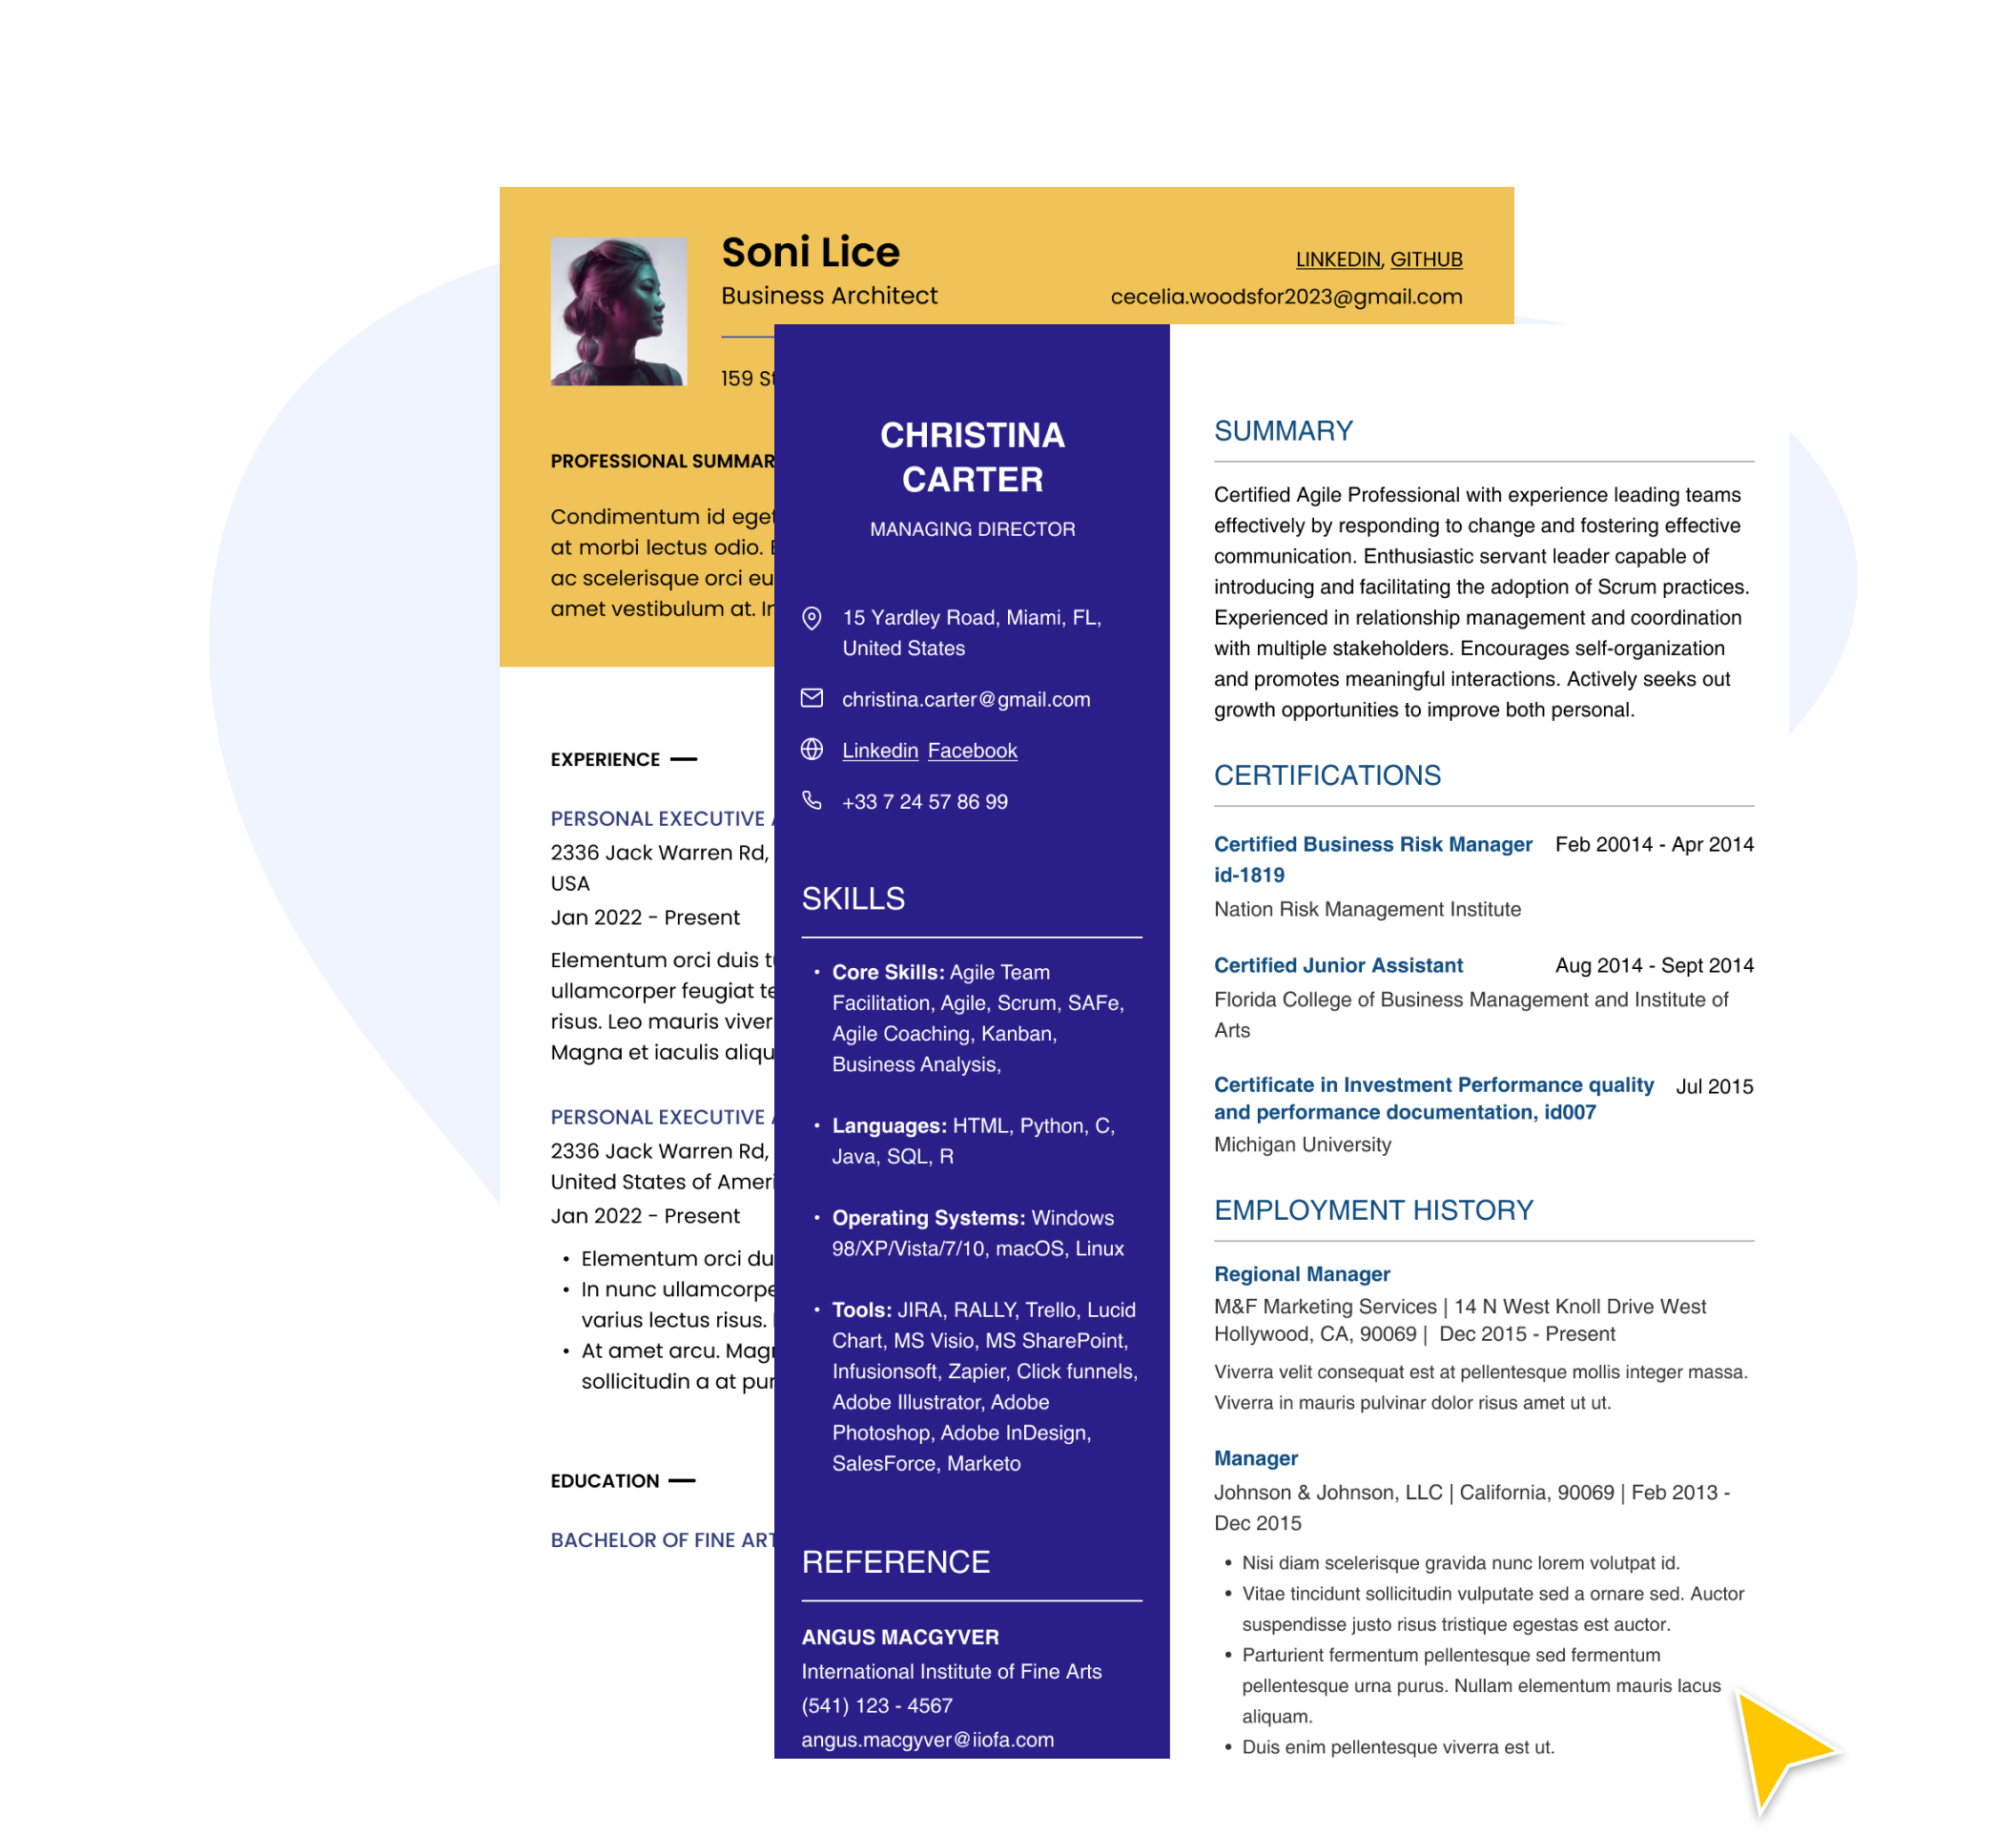 Soni Lice
Business Architect
LINKEDIN, GITHUB
cecelia.woodsfor2023@gmail.com
159
PROFESSIONAL
Condimentum id
at morbi lectus odio.
ac scelerisque orci
amet vestibulum at.
EXPERIENCE
PERSONAL EXECUTIVE
2336 Jack Warren Rd,
USA
Jan 2022 - Present
Elementum orci duis
ullamcorper feugiat
risus. Leo mauris
Magna et iaculis
PERSONAL EXECUTIVE
2336 Jack Warren Rd,
United States of
Jan 2022 - Present
• Elementum orci
• In nunc
varius lectus risus.
• At amet arcu.
sollicitudin a at
EDUCATION
BACHELOR OF FINE
CHRISTINA
CARTER
MANAGING DIRECTOR
15 Yardley Road, Miami, FL,
United States
christina.carter@gmail.com
Linkedin Facebook
+33 7 24 57 86 99
SKILLS
• Core Skills: Agile Team
Facilitation, Agile, Scrum, SAFe,
Agile Coaching, Kanban,
Business Analysis,
• Languages: HTML, Python, C,
Java, SQL, R
• Operating Systems: Windows
98/XP/Vista/7/10, macOS, Linux
• Tools: JIRA, RALLY, Trello, Lucid
Chart, MS Visio, MS SharePoint,
Infusionsoft, Zapier, Click funnels,
Adobe Illustrator, Adobe
Photoshop, Adobe InDesign,
SalesForce, Marketo
REFERENCE
ANGUS MACGYVER
International Institute of Fine Arts
(541) 123 - 4567
angus.macgyver@iiofa.com
SUMMARY
Certified Agile Professional with experience leading teams
effectively by responding to change and fostering effective
communication. Enthusiastic servant leader capable of
introducing and facilitating the adoption of Scrum practices.
Experienced in relationship management and coordination
with multiple stakeholders. Encourages self-organization
and promotes meaningful interactions. Actively seeks out
growth opportunities to improve both personal.
CERTIFICATIONS
Certified Business Risk Manager Feb 20014 - Apr 2014
id-1819
Nation Risk Management Institute
Certified Junior Assistant Aug 2014 - Sept 2014
Florida College of Business Management and Institute of
Arts
Certificate in Investment Performance quality Jul 2015
and performance documentation, id007
Michigan University
EMPLOYMENT HISTORY
Regional Manager
M&F Marketing Services | 14 N West Knoll Drive West
Hollywood, CA, 90069 | Dec 2015 - Present
Viverra velit consequat est at pellentesque mollis integer massa.
Viverra in mauris pulvinar dolor risus amet ut ut.
Manager
Johnson & Johnson, LLC | California, 90069 | Feb 2013 -
Dec 2015
• Nisi diam scelerisque gravida nunc lorem volutpat id.
• Vitae tincidunt sollicitudin vulputate sed a ornare sed. Auctor
suspendisse justo risus tristique egestas est auctor.
• Parturient fermentum pellentesque sed fermentum
pellentesque urna purus. Nullam elementum mauris lacus
aliquam.
• Duis enim pellentesque viverra est ut.